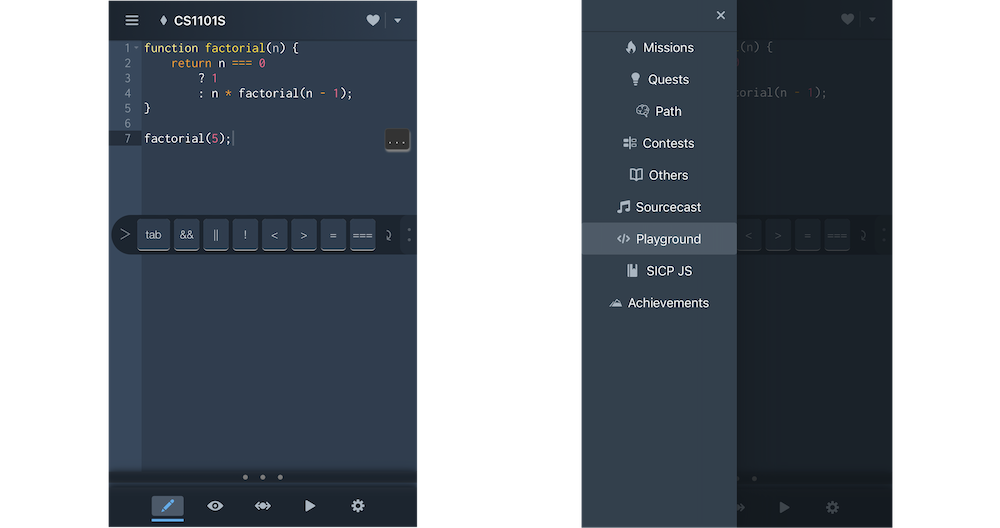 CS1101S
1 function factorial(n) {
2 return n === 0
3 ? 1
4 : n * factorial(n - 1);
5 }
6
7 factorial(5);
...
> tab && || ! < > = ===
Missions
Quests
Path
Contests
Others
Sourcecast
Playground
SICP JS
Achievements
(n) {
orial(n - 1);
< > = ===